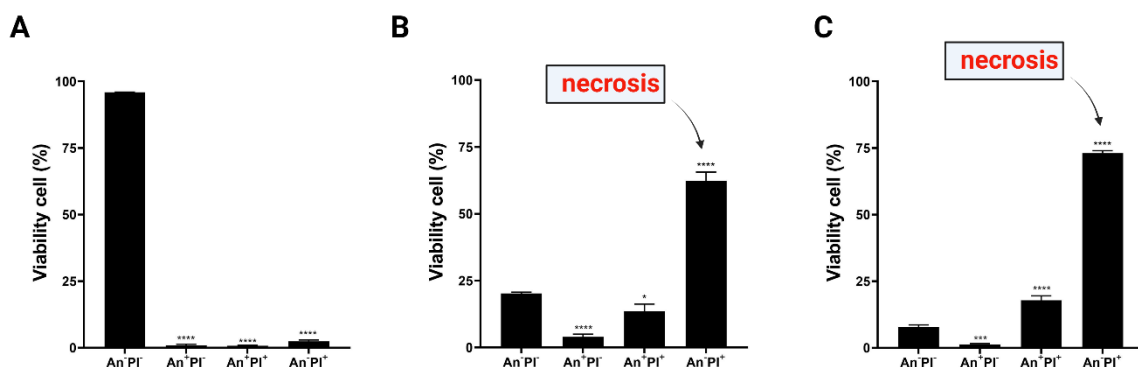 A
Viability cell (%)
100
75
50
25
0
****
****
****
An⁻PI⁻
An⁺PI⁻
An⁺PI⁺
An⁻PI⁺
B
necrosis
Viability cell (%)
100
75
50
25
0
****
*
****
An⁻PI⁻
An⁺PI⁻
An⁺PI⁺
An⁻PI⁺
C
necrosis
Viability cell (%)
100
75
50
25
0
***
****
****
An⁻PI⁻
An⁺PI⁻
An⁺PI⁺
An⁻PI⁺